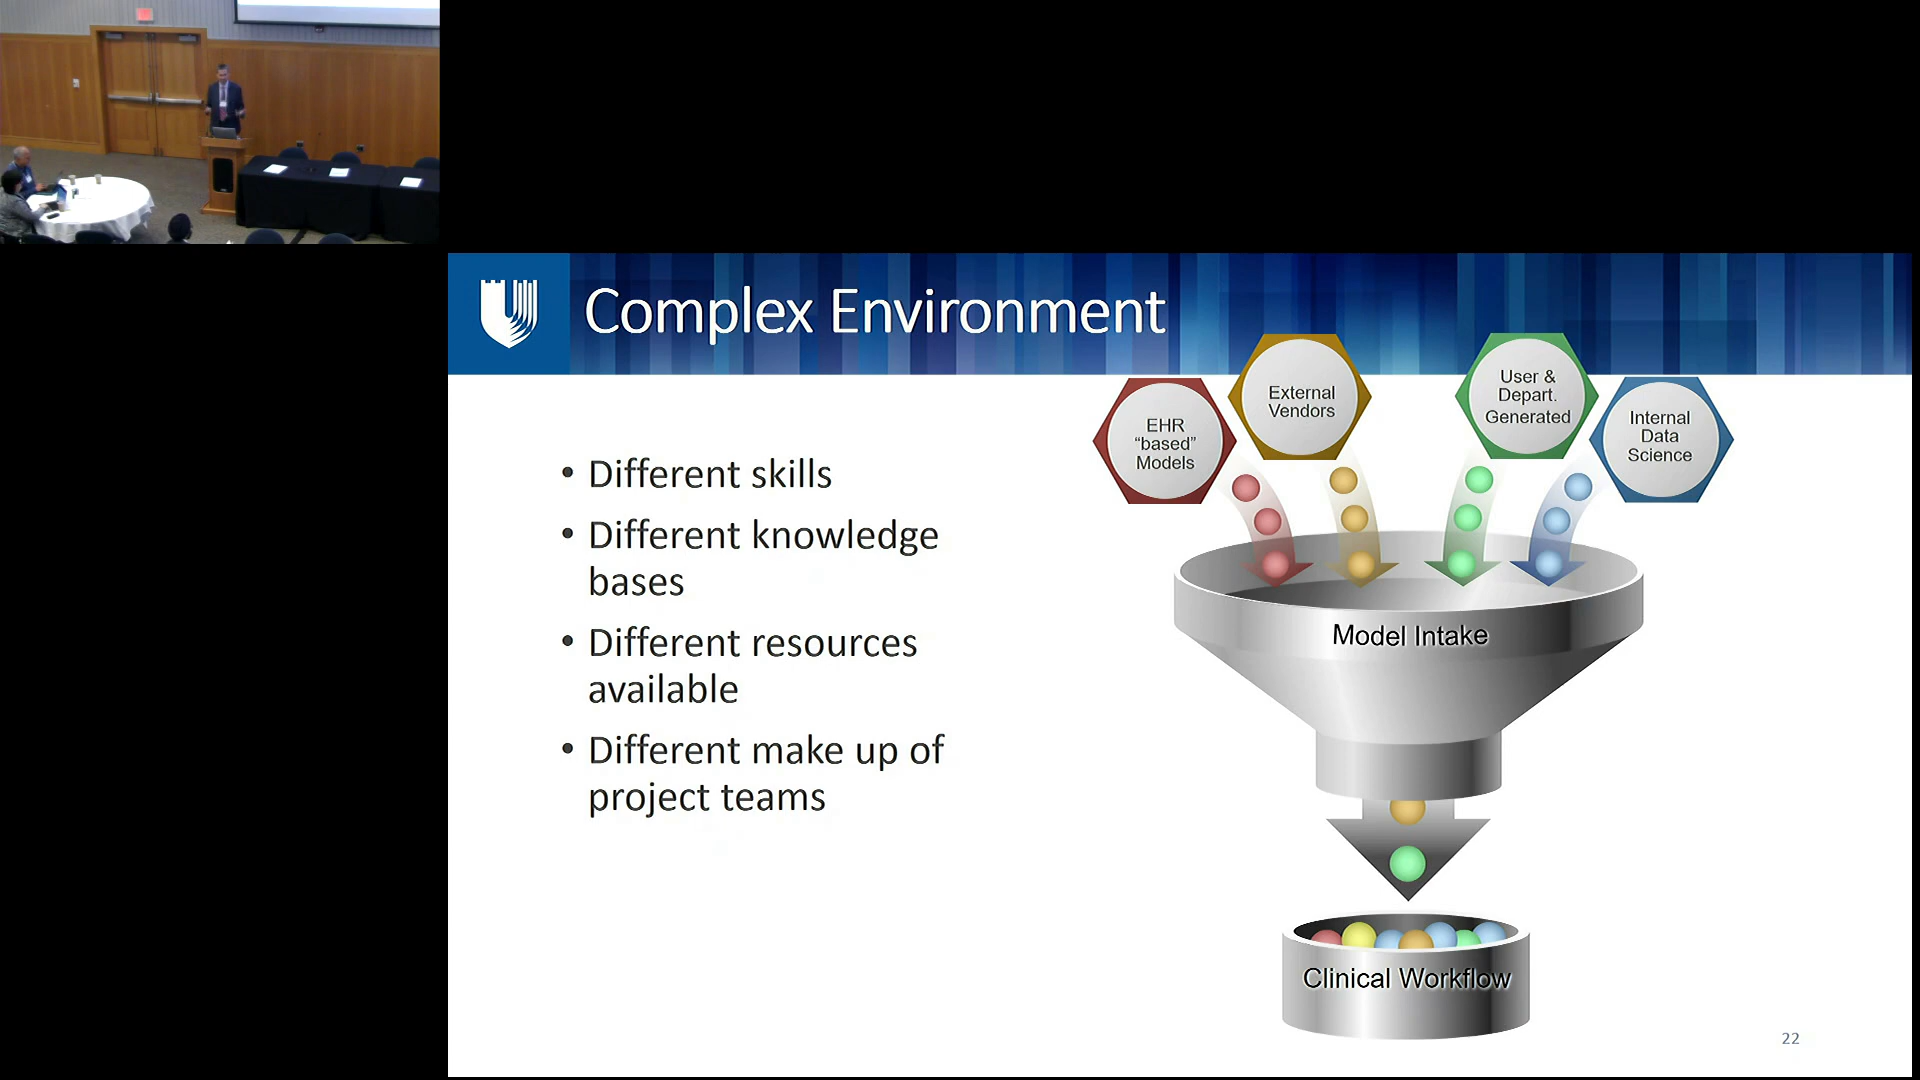 Complex Environment
• Different skills
• Different knowledge
bases
• Different resources
available
• Different make up of
project teams
EHR
“based”
Models
External
Vendors
User &
Depart.
Generated
Internal
Data
Science
Model Intake
Clinical Workflow
22